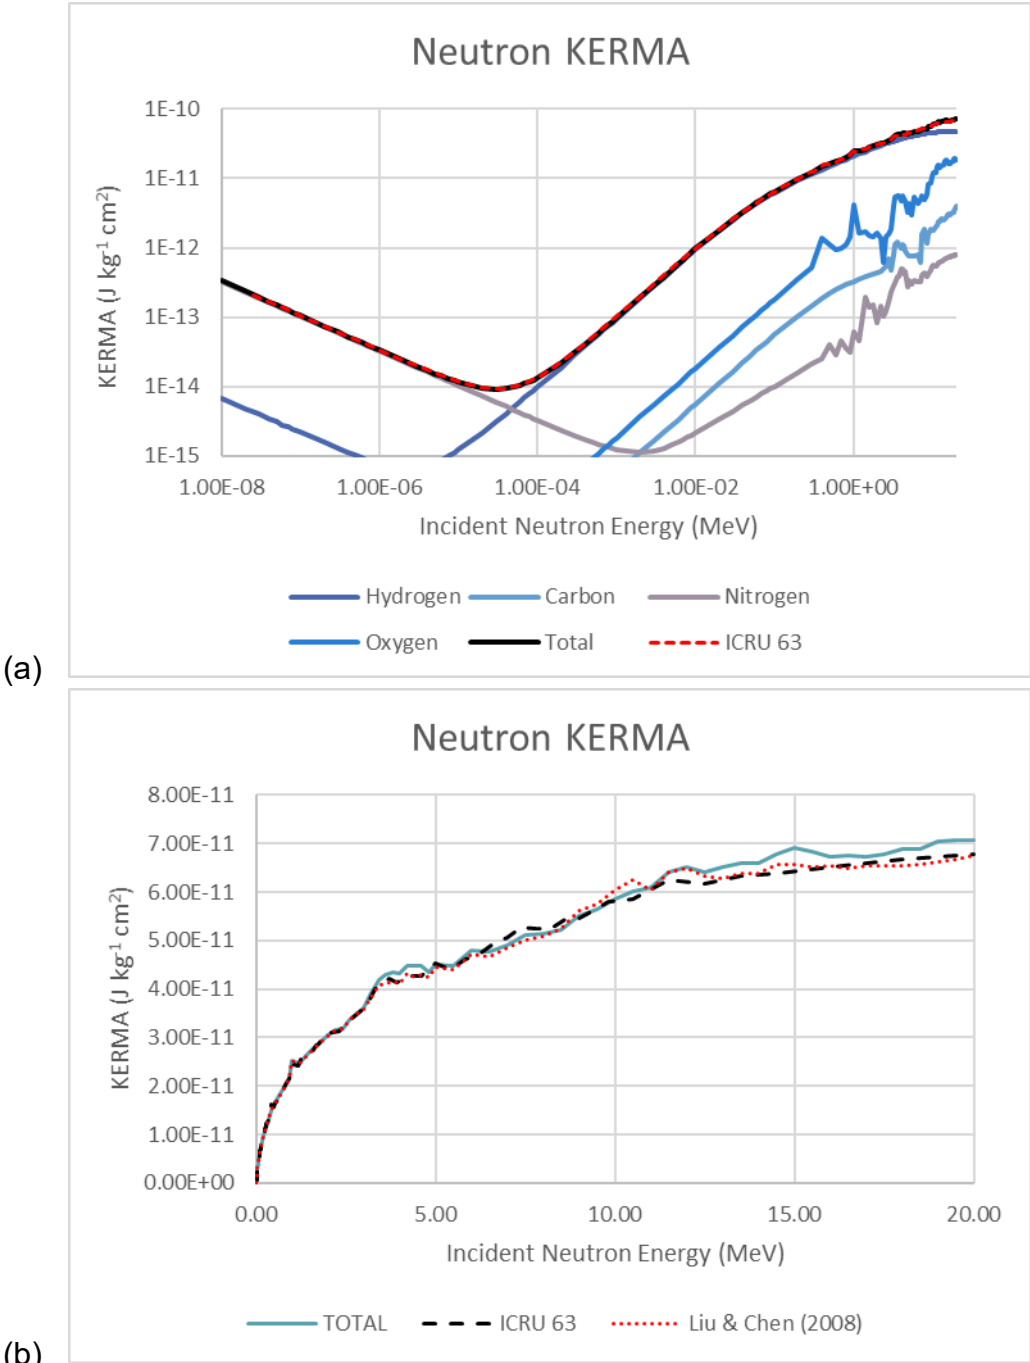 Neutron KERMA
1E-10
1E-11
1E-12
1E-13
1E-14
1E-15
KERMA (J kg-1 cm2)
1.00E-08 1.00E-06 1.00E-04 1.00E-02 1.00E+00
Incident Neutron Energy (MeV)
Hydrogen Carbon Nitrogen
Oxygen Total ICRU 63
(a)
Neutron KERMA
8.00E-11
7.00E-11
6.00E-11
5.00E-11
4.00E-11
3.00E-11
2.00E-11
1.00E-11
0.00E+00
KERMA (J kg-1 cm2)
0.00 5.00 10.00 15.00 20.00
Incident Neutron Energy (MeV)
TOTAL ICRU 63 Liu & Chen (2008)
(b)